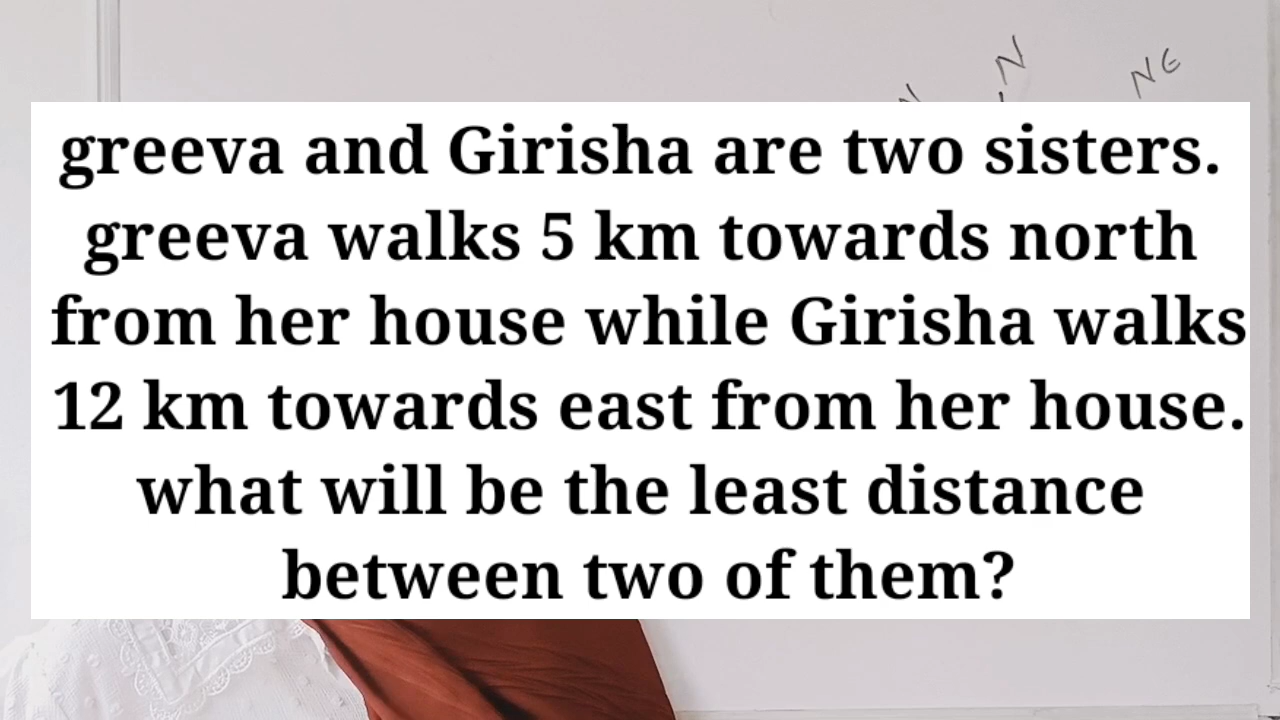 N
NE
greeva and Girisha are two sisters.
greeva walks 5 km towards north
from her house while Girisha walks
12 km towards east from her house.
what will be the least distance
between two of them?